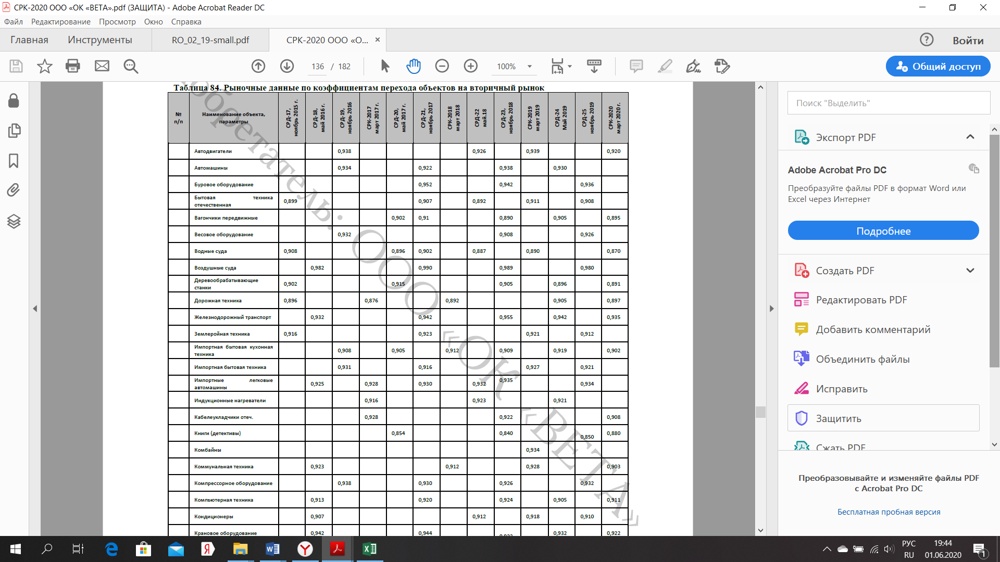 СРК-2020 ООО «ОК «ВЕТА».pdf (ЗАЩИТА) - Adobe Acrobat Reader DC
Файл Редактирование Просмотр Окно Справка
Главная Инструменты RO_02_19-small.pdf СРК-2020 ООО «О... × Войти
136 / 182 100% Общий доступ
Таблица 84. Рыночные данные по коэффициентам перехода объектов на вторичный рынок
№ п/п Наименование объекта, параметры СРД-17, ноябрь 2015 г. СРД-18, май 2016 г. СРД-19, ноябрь 2016 СРК-2017 март 2017 г. СРД-20, май 2017 г. СРД-21, ноябрь 2017 СРК-2018 март 2018 СРД-22 май.18 СРД-23, ноябрь 2018 СРК-2019 март 2019 СРД-24 Май 2019 СРД-25 ноябрь 2019 СРК-2020 март 2020 г.
Автодвигатели 0,938 0,926 0,939 0,920
Автомашины 0,934 0,922 0,938 0,930
Буровое оборудование 0,952 0,942 0,936
Бытовая техника отечественная 0,899 0,907 0,892 0,911 0,908
Вагончики передвижные 0,902 0,91 0,890 0,905 0,895
Весовое оборудование 0,932 0,908 0,926
Водные суда 0,908 0,896 0,902 0,887 0,890 0,870
Воздушные суда 0,982 0,990 0,989 0,980
Деревообрабатывающие станки 0,902 0,915 0,905 0,896 0,891
Дорожная техника 0,896 0,876 0,892 0,905 0,897
Железнодорожный транспорт 0,932 0,942 0,955 0,942 0,935
Землеройная техника 0,916 0,923 0,921 0,912
Импортная бытовая кухонная техника 0,908 0,905 0,912 0,909 0,919 0,902
Импортная бытовая техника 0,931 0,916 0,927 0,921
Импортные легковые автомашины 0,925 0,928 0,930 0,932 0,935 0,934
Индукционные нагреватели 0,916 0,923 0,921
Кабелеукладчики отеч. 0,928 0,922 0,908
Книги (детективы) 0,854 0,840 0,850 0,880
Комбайны 0,934
Коммунальная техника 0,923 0,912 0,928 0,903
Компрессорное оборудование 0,938 0,930 0,926 0,932
Компьютерная техника 0,913 0,920 0,924 0,905 0,911
Кондиционеры 0,907 0,912 0,918 0,910
Крановое оборудование 0,942 0,944 0,932 0,922
ООО «ОК «ВЕТА»
Поиск "Выделить"
Экспорт PDF
Adobe Acrobat Pro DC
Преобразуйте файлы PDF в формат Word или
Excel через Интернет
Подробнее
Создать PDF
Редактировать PDF
Добавить комментарий
Объединить файлы
Исправить
Защитить
Сжать PDF
Преобразовывайте и изменяйте файлы PDF
с Acrobat Pro DC
Бесплатная пробная версия
РУС
RU
19:44
01.06.2020
1